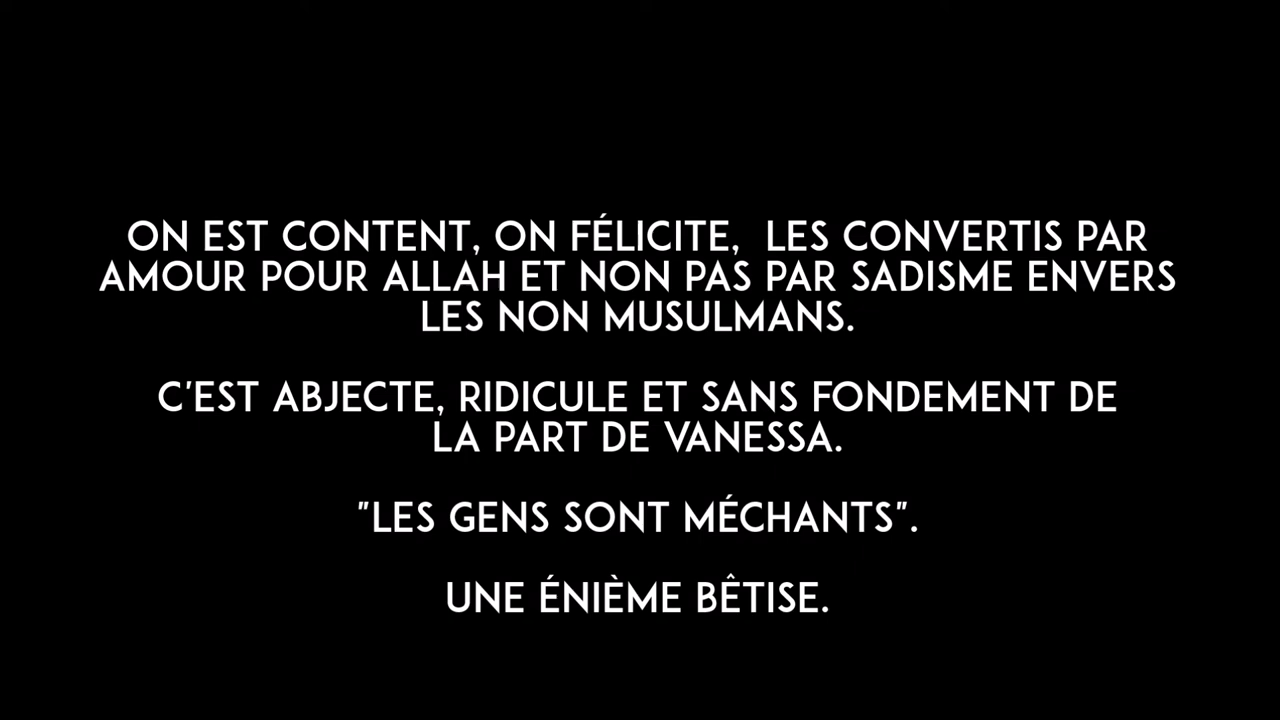 ON EST CONTENT, ON FÉLICITE,  LES CONVERTIS PAR
AMOUR POUR ALLAH ET NON PAS PAR SADISME ENVERS
LES NON MUSULMANS.
C'EST ABJECTE, RIDICULE ET SANS FONDEMENT DE
LA PART DE VANESSA.
"LES GENS SONT MÉCHANTS".
UNE ÉNIÈME BÊTISE.